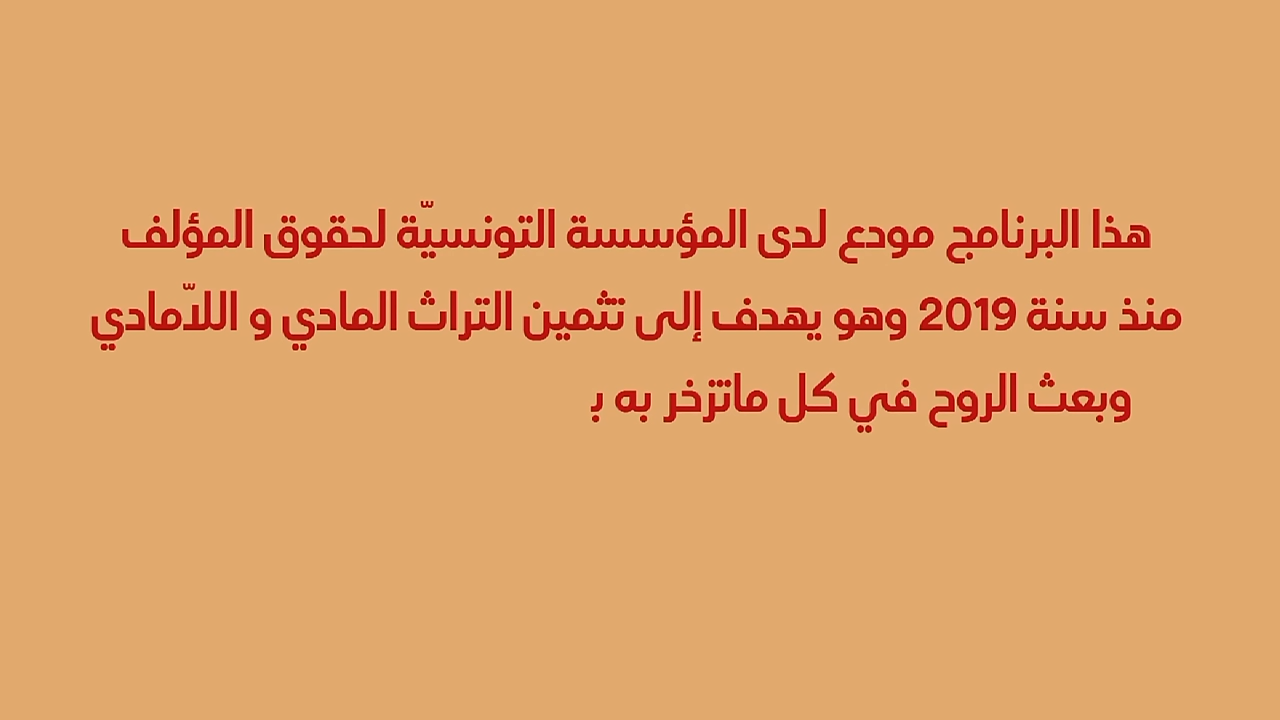 هذا البرنامج مودع لدى المؤسسة التونسيّة لحقوق المؤلف
منذ سنة 2019 وهو يهدف إلى تثمين التراث المادي و اللاّمادي
وبعث الروح في كل ماتزخر به بـ